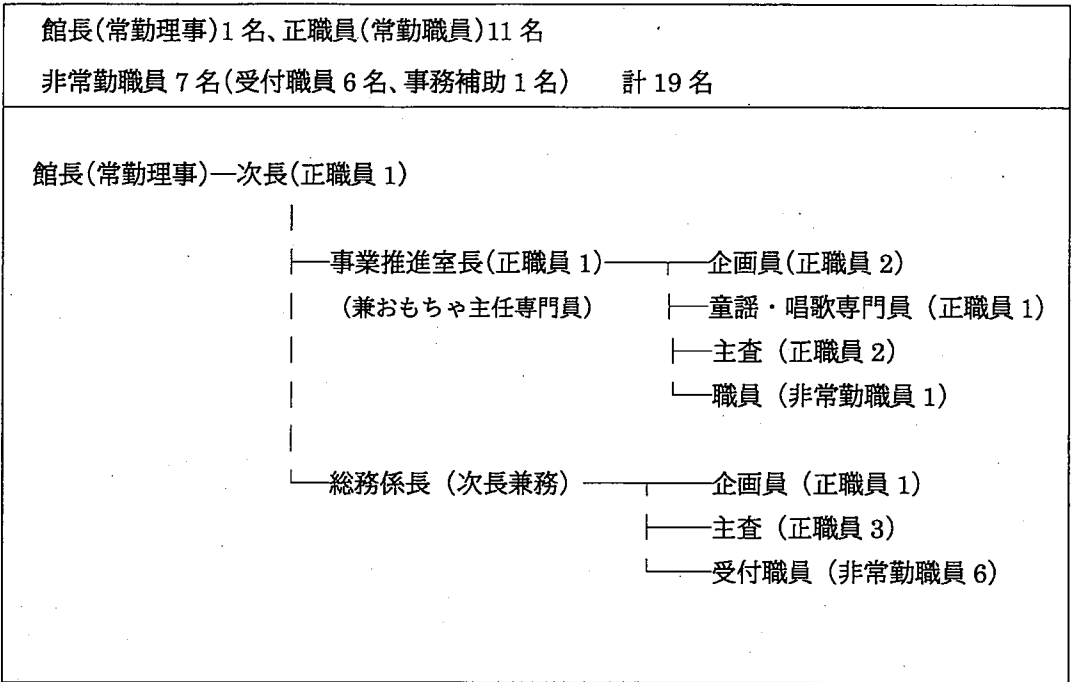 館長(常勤理事)1名、正職員(常勤職員)11名
非常勤職員7名(受付職員6名、事務補助1名) 計19名
館長(常勤理事)―次長(正職員1)
事業推進室長(正職員1) 企画員(正職員2)
(兼おもちゃ主任専門員) 童謡・唱歌専門員(正職員1)
主査(正職員2)
職員(非常勤職員1)
総務係長(次長兼務) 企画員(正職員1)
主査(正職員3)
受付職員(非常勤職員6)